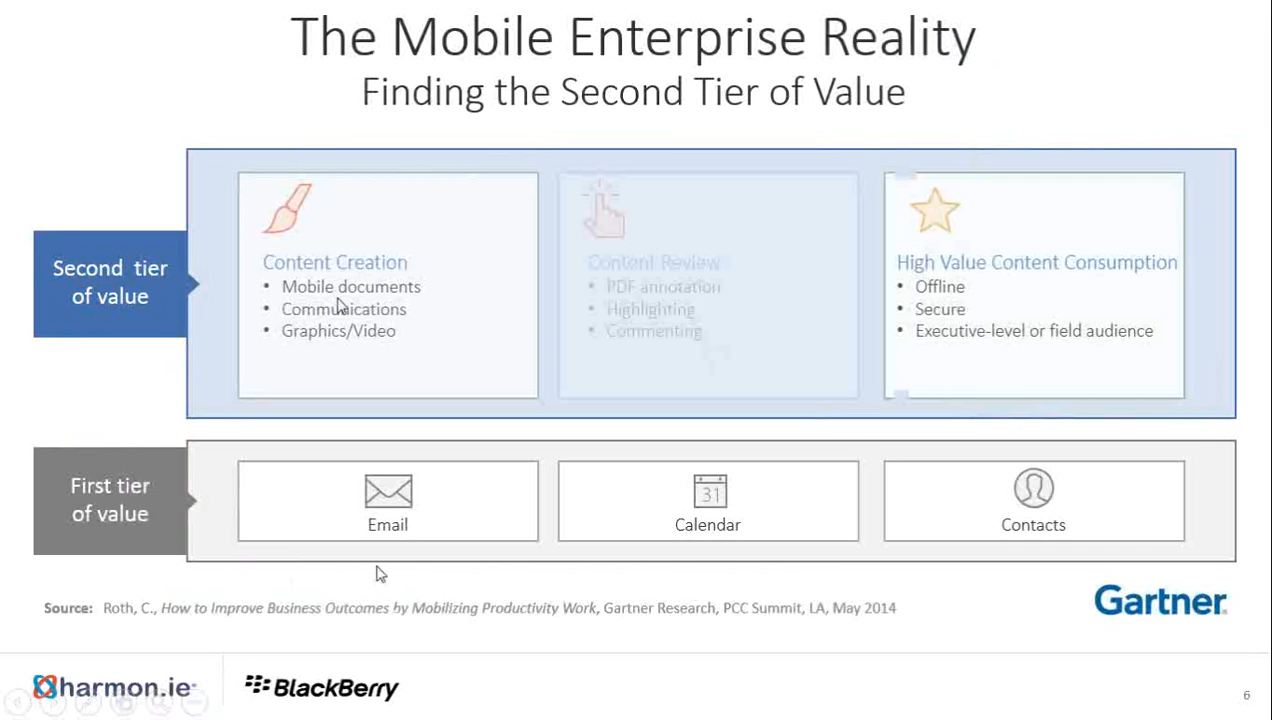 The Mobile Enterprise Reality
Finding the Second Tier of Value
Second tier
of value
Content Creation
• Mobile documents
• Communications
• Graphics/Video
Content Review
• PDF annotation
• Highlighting
• Commenting
High Value Content Consumption
• Offline
• Secure
• Executive-level or field audience
First tier
of value
Email
31
Calendar
Contacts
Source: Roth, C., How to Improve Business Outcomes by Mobilizing Productivity Work, Gartner Research, PCC Summit, LA, May 2014
Gartner
harmon.ie
BlackBerry
6